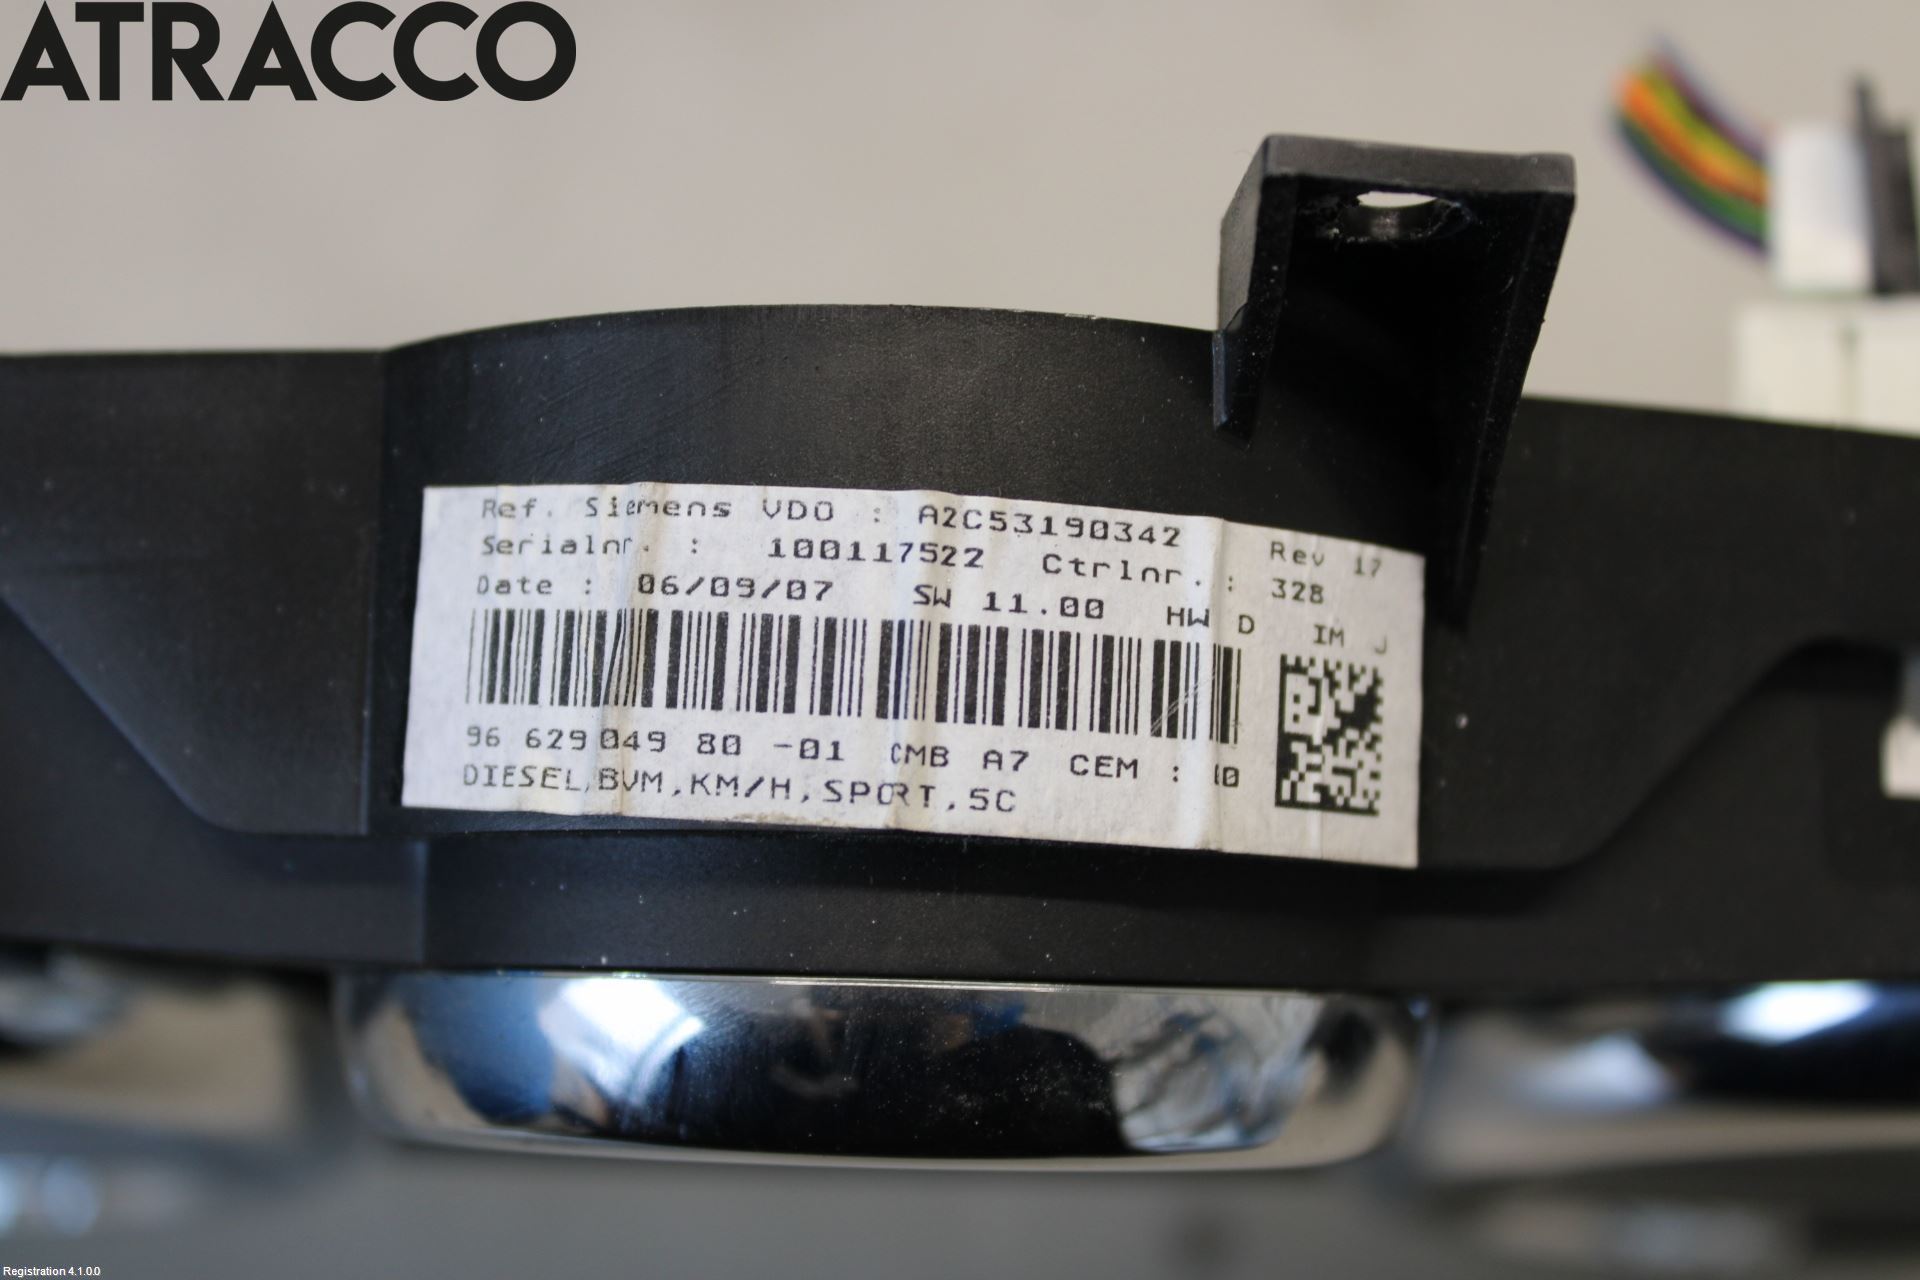 ATRACCO
Ref. Siemens VDO : A2C53190342 Rev 17
Serialnr. : 100117522 Ctrlnr. : 328
Date : 06/09/07 SW 11.00 HW D IM J
96 629 049 80 -01 CMB A7 CEM :
DIESEL,BVM,KM/H,SPORT,5C
Registration 4.1.0.0